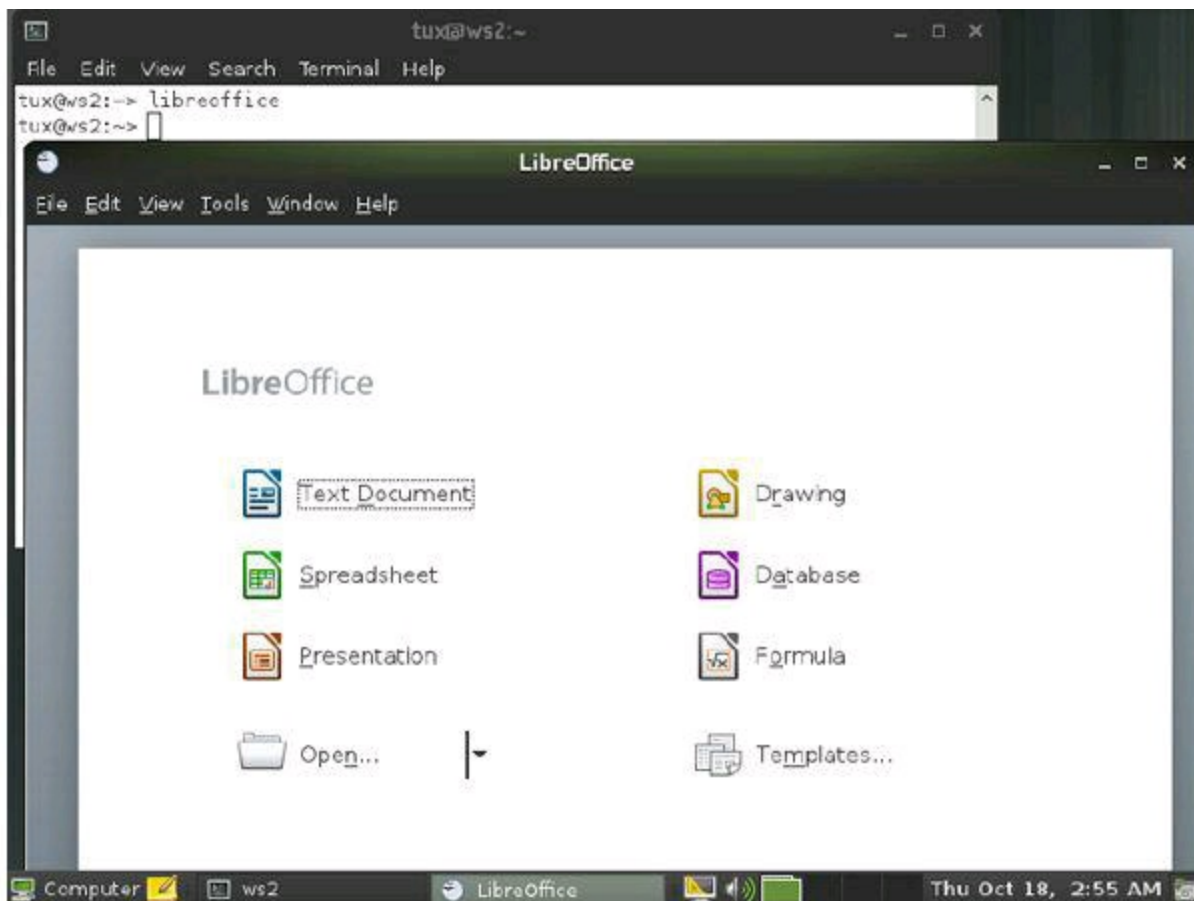 tux@ws2:~
File Edit View Search Terminal Help
tux@ws2:~> libreoffice
tux@ws2:~>
LibreOffice
File Edit View Tools Window Help
LibreOffice
Text Document
Drawing
Spreadsheet
Database
Presentation
Formula
Open...
Templates...
Computer ws2 LibreOffice Thu Oct 18, 2:55 AM